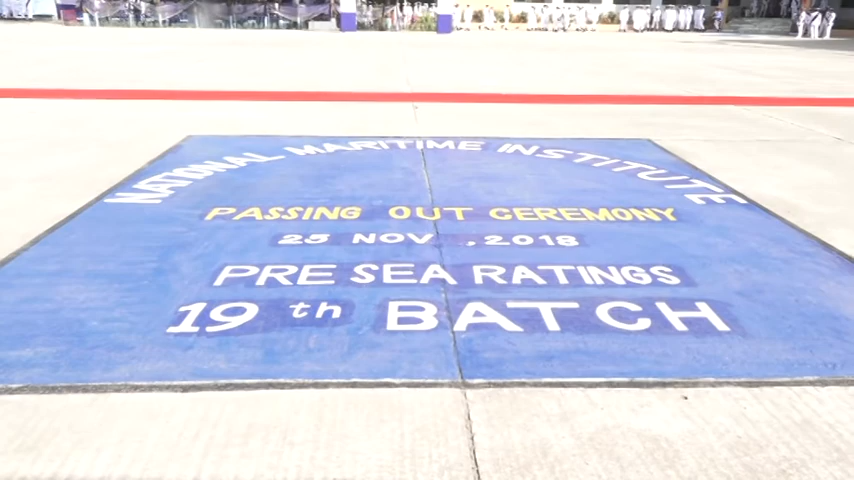 NATIONAL MARITIME INSTITUTE
PASSING OUT CEREMONY
25 NOV ,2018
PRE SEA RATINGS
19 th BATCH